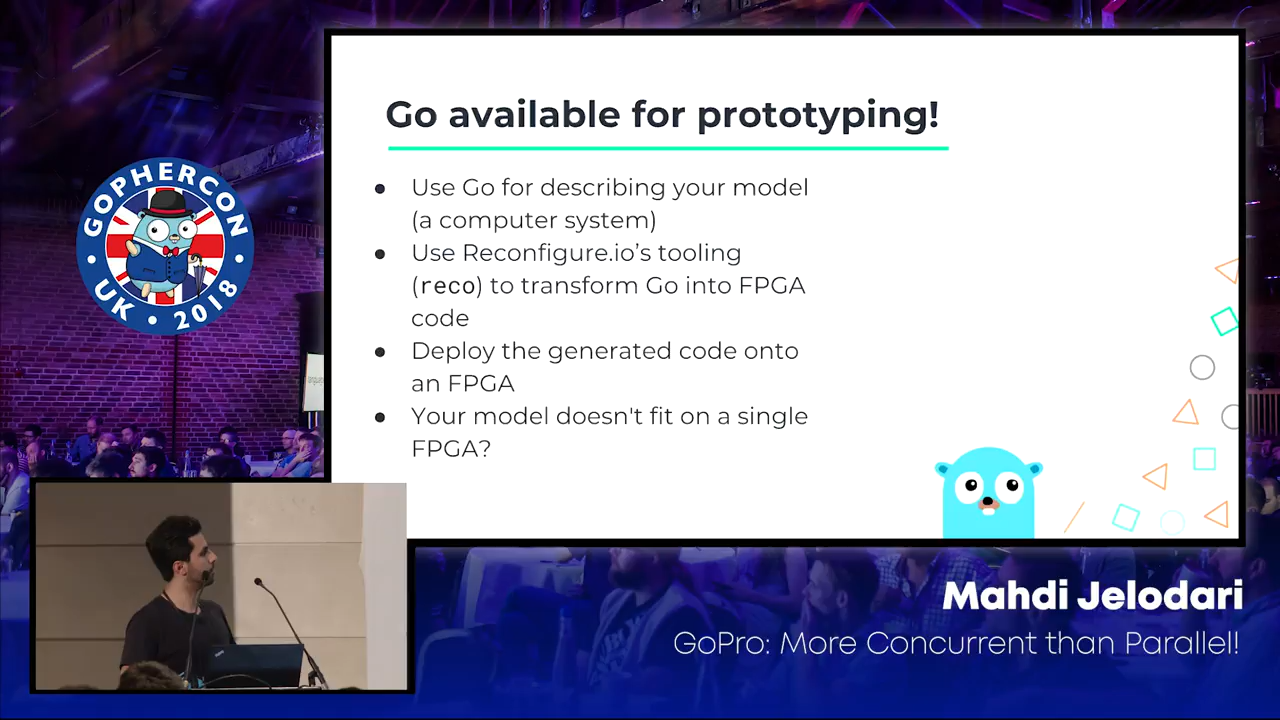 Go available for prototyping!
● Use Go for describing your model
(a computer system)
● Use Reconfigure.io’s tooling
(reco) to transform Go into FPGA
code
● Deploy the generated code onto
an FPGA
● Your model doesn't fit on a single
FPGA?
GOPHERCON
UK • 2018
Mahdi Jelodari
GoPro: More Concurrent than Parallel!